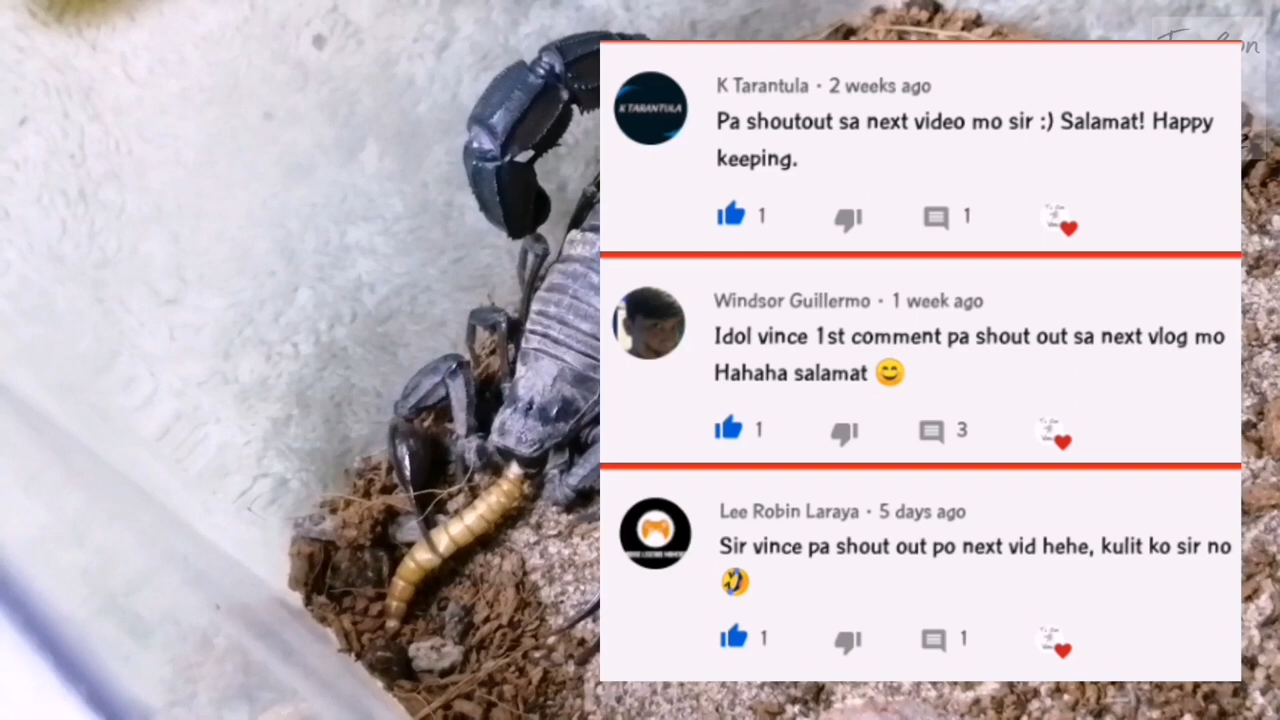 K TARANTULA
K Tarantula · 2 weeks ago
Pa shoutout sa next video mo sir :) Salamat! Happy
keeping.
1
1
Windsor Guillermo · 1 week ago
Idol vince 1st comment pa shout out sa next vlog mo
Hahaha salamat 😊
1
3
Lee Robin Laraya · 5 days ago
Sir vince pa shout out po next vid hehe, kulit ko sir no
🤣
1
1